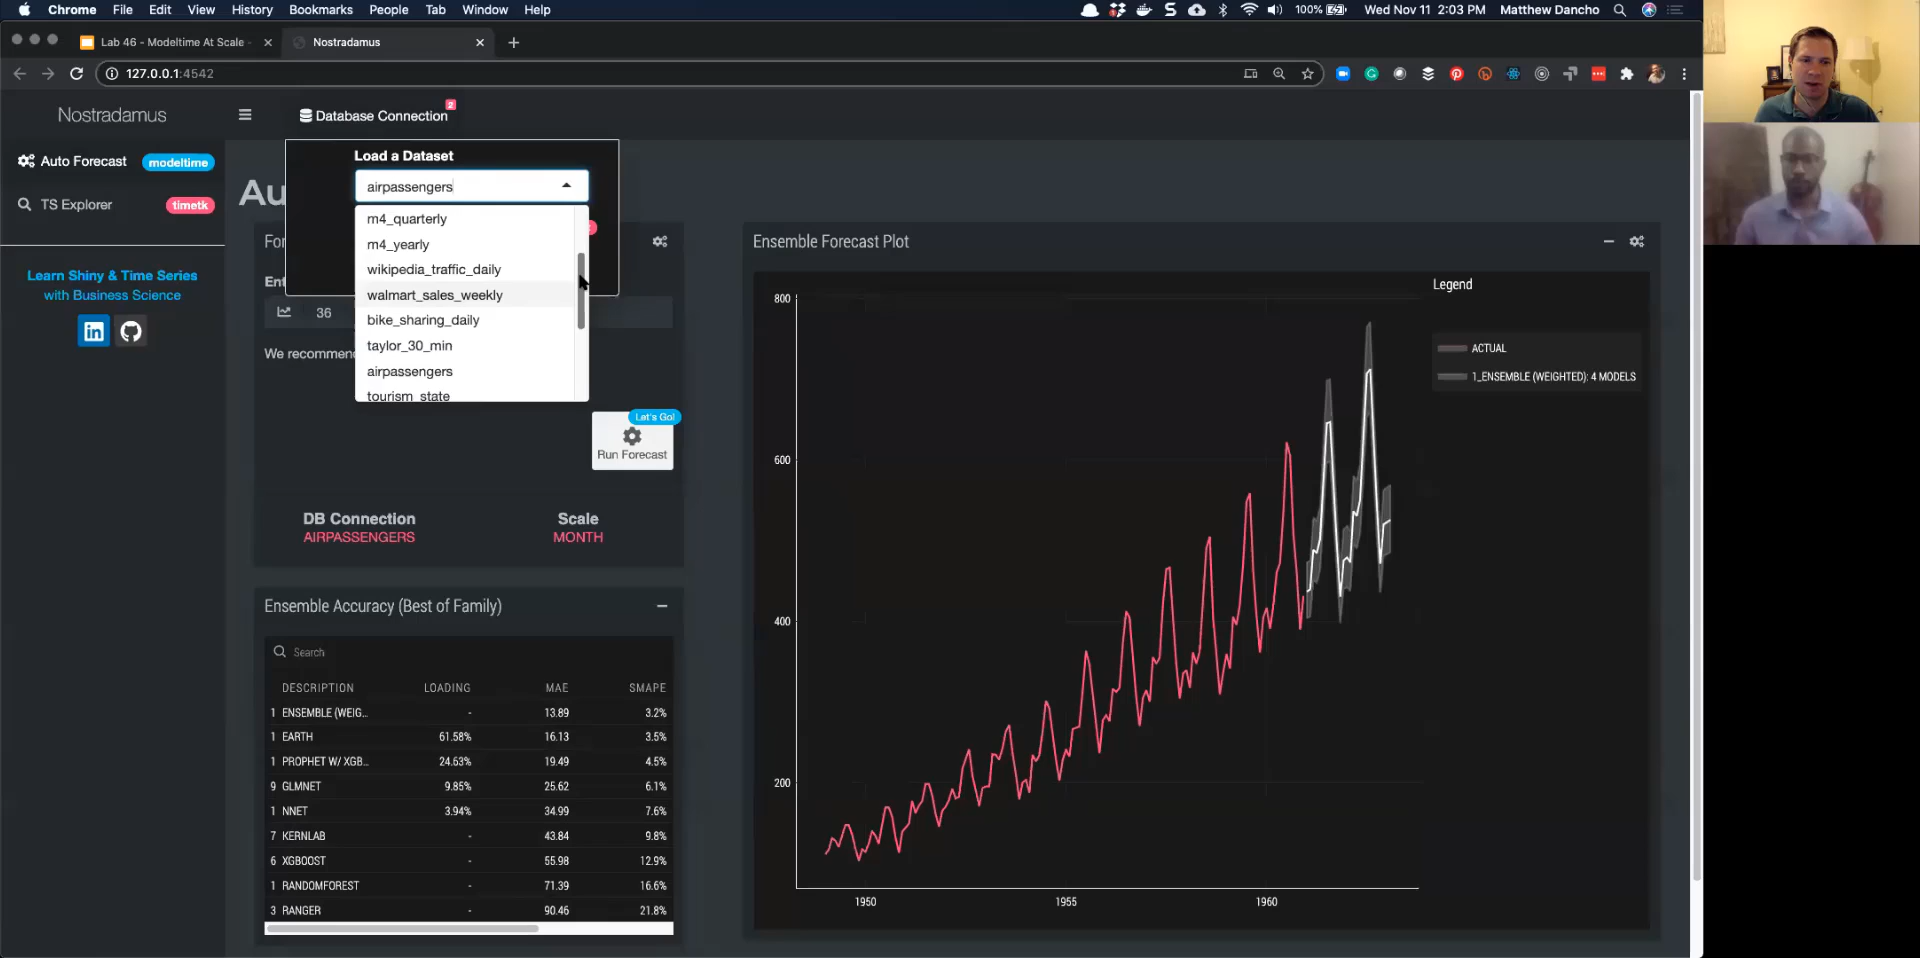 Chrome File Edit View History Bookmarks People Tab Window Help
100% Wed Nov 11 2:03 PM Matthew Dancho
Lab 46 - Modeltime At Scale -
Nostradamus
127.0.0.1:4542
Nostradamus
Database Connection 2
Auto Forecast modeltime
TS Explorer timetk
Learn Shiny & Time Series
with Business Science
Load a Dataset
airpassengers
m4_quarterly
m4_yearly
wikipedia_traffic_daily
walmart_sales_weekly
bike_sharing_daily
taylor_30_min
airpassengers
tourism_state
Au
For
Ent
36
We recommend
Let's Go!
Run Forecast
DB Connection
AIRPASSENGERS
Scale
MONTH
Ensemble Accuracy (Best of Family)
Search
DESCRIPTION LOADING MAE SMAPE
1 ENSEMBLE (WEIG... - 13.89 3.2%
1 EARTH 61.58% 16.13 3.5%
1 PROPHET W/ XGB... 24.63% 19.49 4.5%
9 GLMNET 9.85% 25.62 6.1%
1 NNET 3.94% 34.99 7.6%
7 KERNLAB - 43.84 9.8%
6 XGBOOST - 55.98 12.9%
1 RANDOMFOREST - 71.39 16.6%
3 RANGER - 90.46 21.8%
Ensemble Forecast Plot
Legend
ACTUAL
1_ENSEMBLE (WEIGHTED): 4 MODELS
800
600
400
200
1950 1955 1960